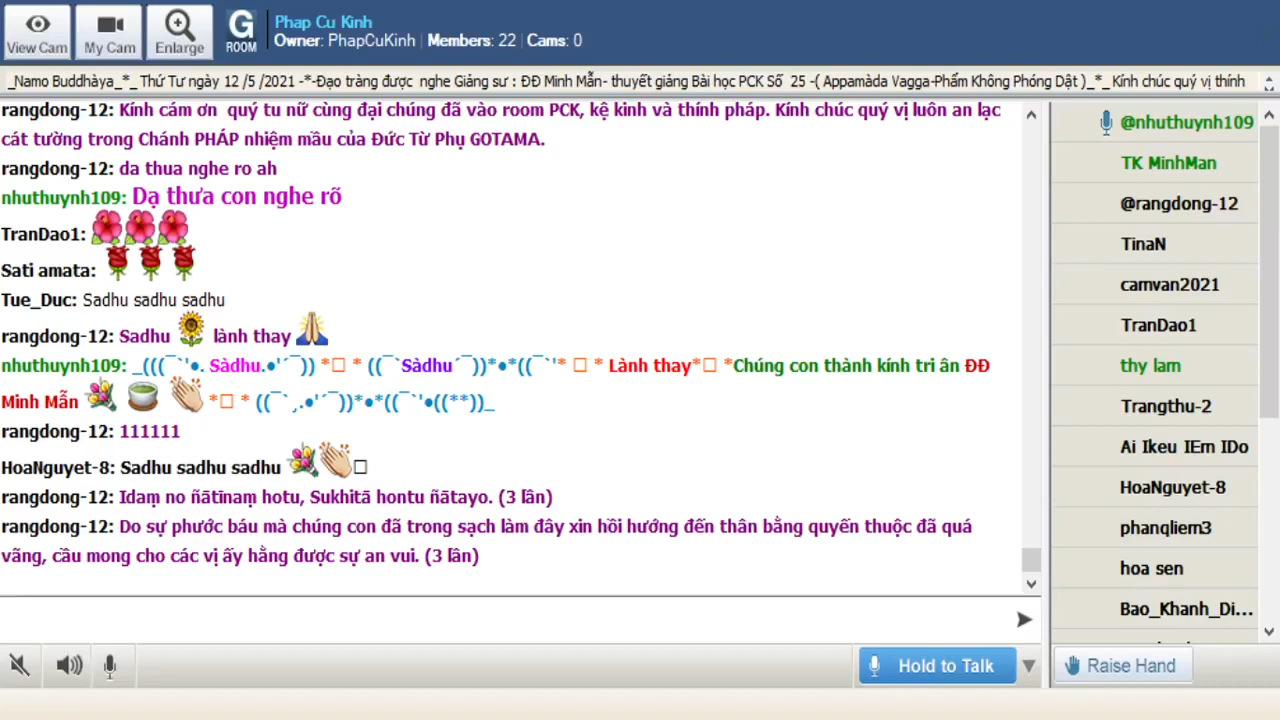 View Cam
My Cam
Enlarge
G
ROOM
Phap Cu Kinh
Owner: PhapCuKinh | Members: 22 | Cams: 0
_Namo Buddhàya_*_ Thứ Tư ngày 12 /5 /2021 -*-Đạo tràng được nghe Giảng sư : ĐĐ Minh Mẫn- thuyết giảng Bài học PCK Số 25 -( Appamàda Vagga-Phẩm Không Phóng Dật )_*_ Kính chúc quý vị thính
rangdong-12: Kính cám ơn quý tu nữ cùng đại chúng đã vào room PCK, kệ kinh và thính pháp. Kính chúc quý vị luôn an lạc
cát tường trong Chánh PHÁP nhiệm mầu của Đức Từ Phụ GOTAMA.
rangdong-12: da thua nghe ro ah
nhuthuynh109: Dạ thưa con nghe rõ
TranDao1: 🌺🌺🌺
Sati amata: 🌹🌹🌹
Tue_Duc: Sadhu sadhu sadhu
rangdong-12: Sadhu 🌻 lành thay 🙏
nhuthuynh109: _(((¯`'•. Sàdhu.•'´¯)) *□ * ((¯`Sàdhu´¯))*•*((¯`'* □ * Lành thay*□ *Chúng con thành kính tri ân ĐĐ
Minh Mẫn 💐 🍵 👏 *□ * ((¯`¸.•'´¯))*•*((¯`'•((**))_
rangdong-12: 111111
HoaNguyet-8: Sadhu sadhu sadhu 💐👏□
rangdong-12: Idaṃ no ñātīnaṃ hotu, Sukhitā hontu ñātayo. (3 lần)
rangdong-12: Do sự phước báu mà chúng con đã trong sạch làm đây xin hồi hướng đến thân bằng quyến thuộc đã quá
vãng, cầu mong cho các vị ấy hằng được sự an vui. (3 lần)
@nhuthuynh109
TK MinhMan
@rangdong-12
TinaN
camvan2021
TranDao1
thy lam
Trangthu-2
Ai Ikeu IEm IDo
HoaNguyet-8
phanqliem3
hoa sen
Bao_Khanh_Di...
Hold to Talk
Raise Hand